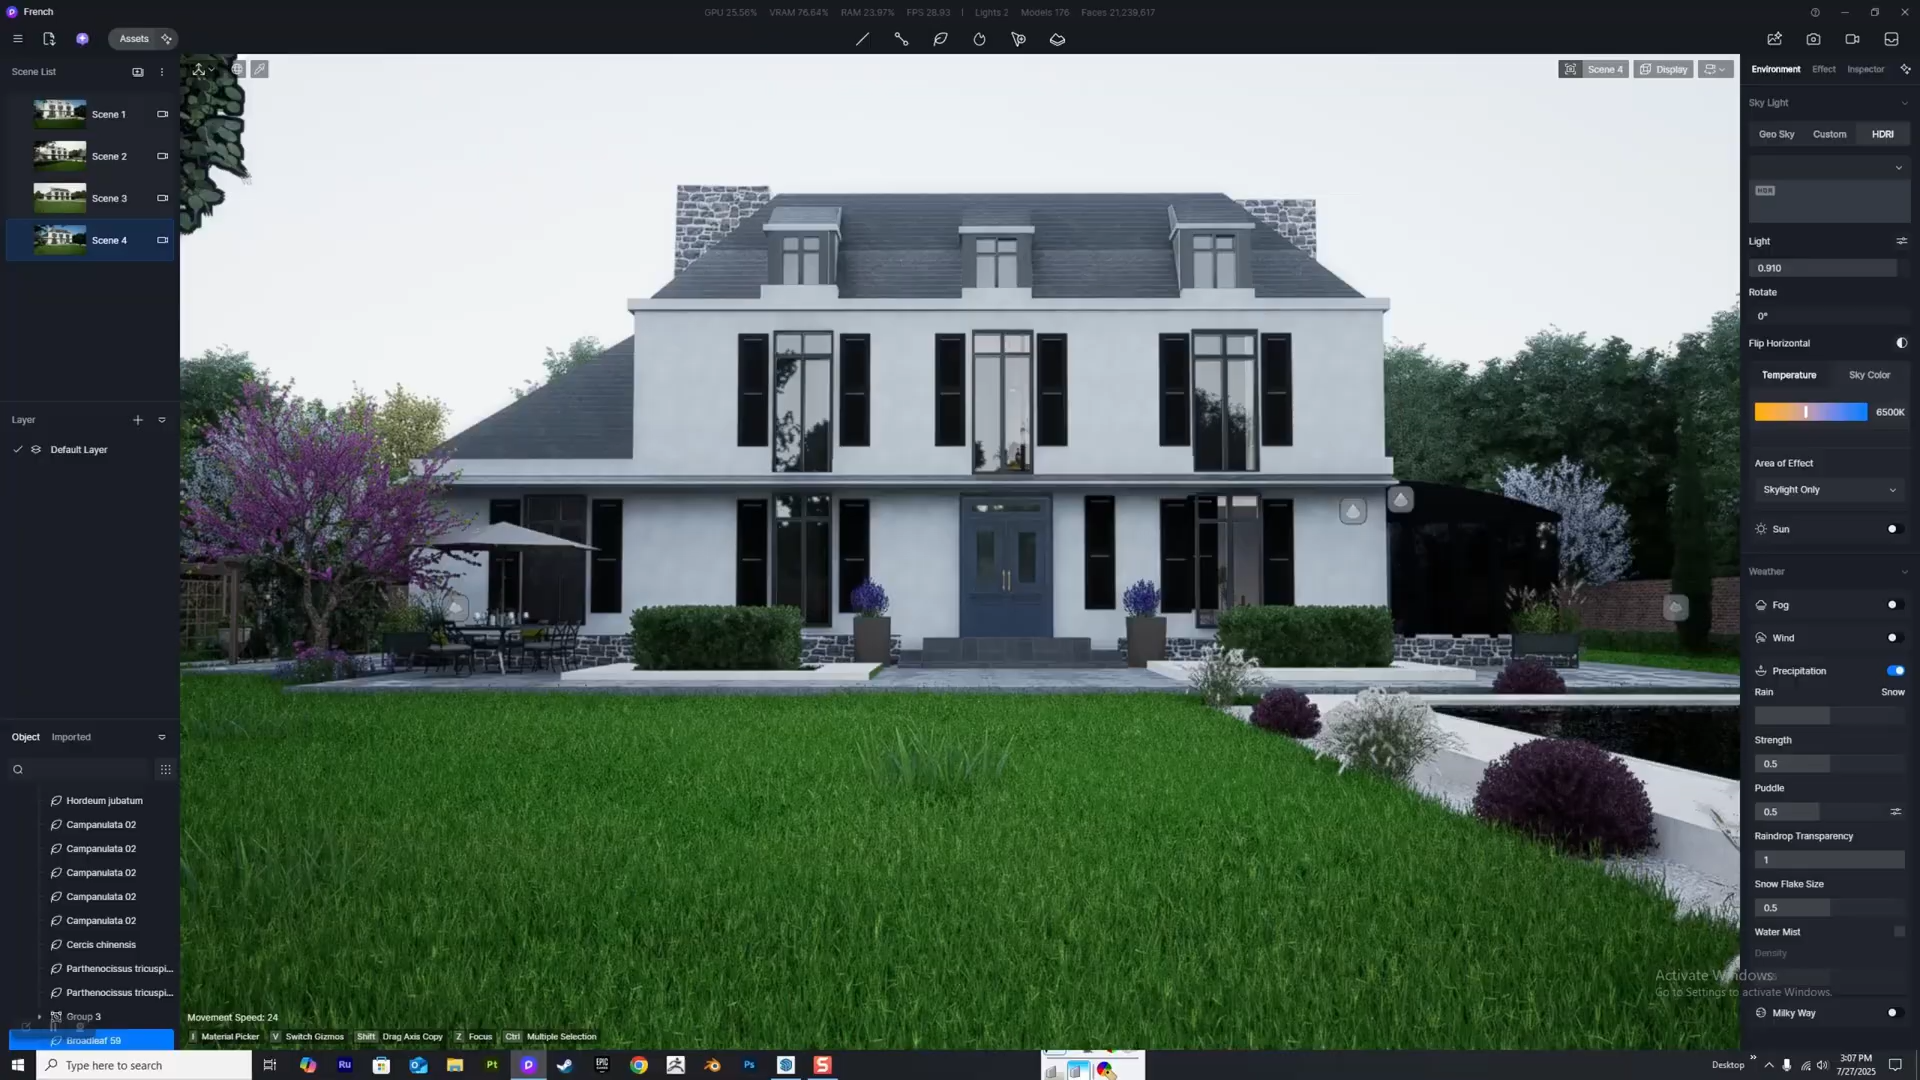 French
GPU 25.56% VRAM 76.64% RAM 23.97% FPS 28.93 | Lights 2 Models 176 Faces 21,239,617
Assets
Scene List
Scene 1
Scene 2
Scene 3
Scene 4
Layer
Default Layer
Object Imported
Hordeum jubatum
Campanulata 02
Campanulata 02
Campanulata 02
Campanulata 02
Campanulata 02
Cercis chinensis
Parthenocissus tricuspi...
Parthenocissus tricuspi...
Group 3
Broadleaf 59
Scene 4 Display
Movement Speed: 24
I Material Picker V Switch Gizmos Shift Drag Axis Copy Z Focus Ctrl Multiple Selection
Environment Effect Inspector
Sky Light
Geo Sky Custom HDRI
HDR
Light
0.910
Rotate
0°
Flip Horizontal
Temperature Sky Color
6500K
Area of Effect
Skylight Only
Sun
Weather
Fog
Wind
Precipitation
Rain Snow
Strength
0.5
Puddle
0.5
Raindrop Transparency
1
Snow Flake Size
0.5
Water Mist
Density
Activate Windows
Go to Settings to activate Windows.
Milky Way
Type here to search
Ru
Pt
EPIC
Ps
S
Desktop
3:07 PM
7/27/2025